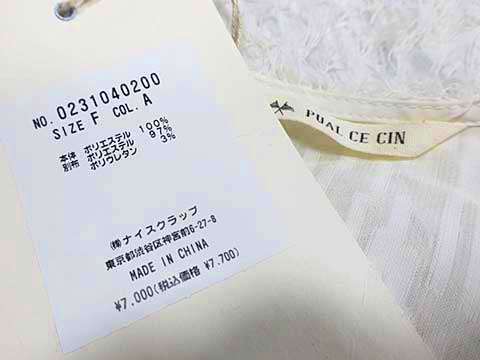 NO. 0231040200
SIZE F COL. A
本体 ポリエステル 100%
別布 ポリエステル 97%
ポリウレタン 3%
㈱ナイスクラップ
東京都渋谷区神宮前6-27-8
MADE IN CHINA
¥7,000(税込価格 ¥7,700)
PUAL CE CIN